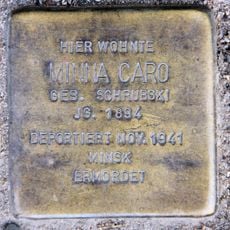 HIER WOHNTE
MINNA CARO
GEB. SCHRUBSKI
JG. 1894
DEPORTIERT NOV. 1941
MINSK
ERMORDET